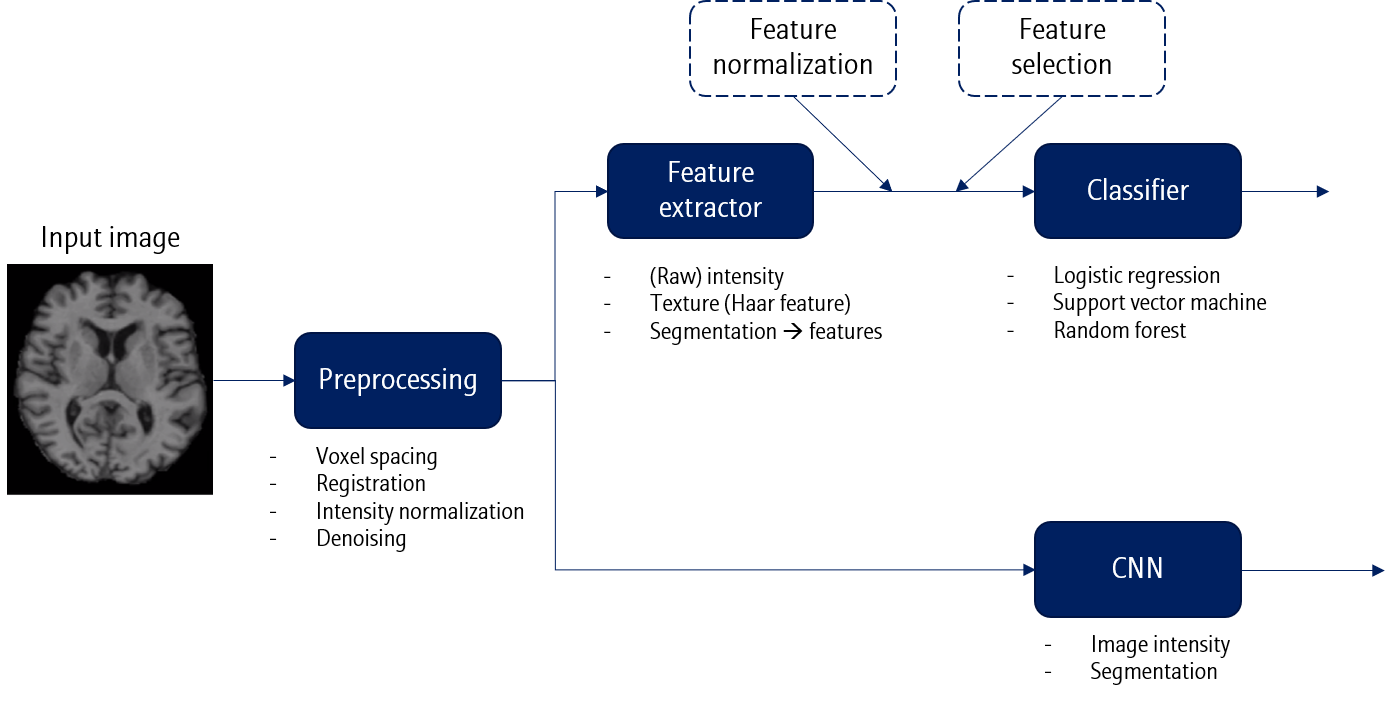 Feature
normalization
Feature
selection
Feature
extractor
Classifier
Input image
- (Raw) intensity
- Texture (Haar feature)
- Segmentation → features
- Logistic regression
- Support vector machine
- Random forest
Preprocessing
- Voxel spacing
- Registration
- Intensity normalization
- Denoising
CNN
- Image intensity
- Segmentation